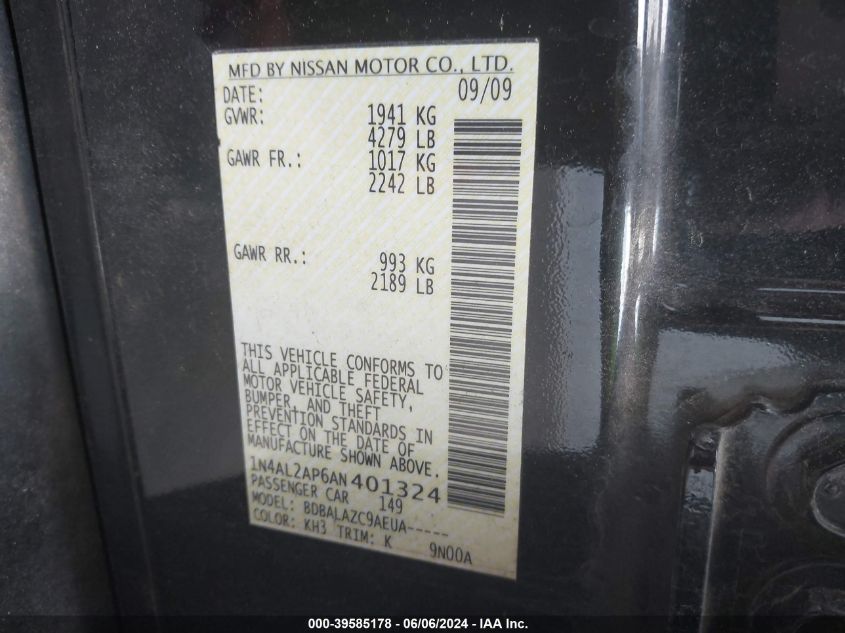 MFD BY NISSAN MOTOR CO., LTD.
DATE: 09/09
GVWR: 1941 KG
4279 LB
GAWR FR.: 1017 KG
2242 LB
GAWR RR.: 993 KG
2189 LB
THIS VEHICLE CONFORMS TO
ALL APPLICABLE FEDERAL
MOTOR VEHICLE SAFETY,
BUMPER, AND THEFT
PREVENTION STANDARDS IN
EFFECT ON THE DATE OF
MANUFACTURE SHOWN ABOVE.
1N4AL2AP6AN401324
PASSENGER CAR 149
MODEL: BDBALAZC9AEUA-----
COLOR: KH3 TRIM: K 9N00A
000-39585178 - 06/06/2024 - IAA Inc.